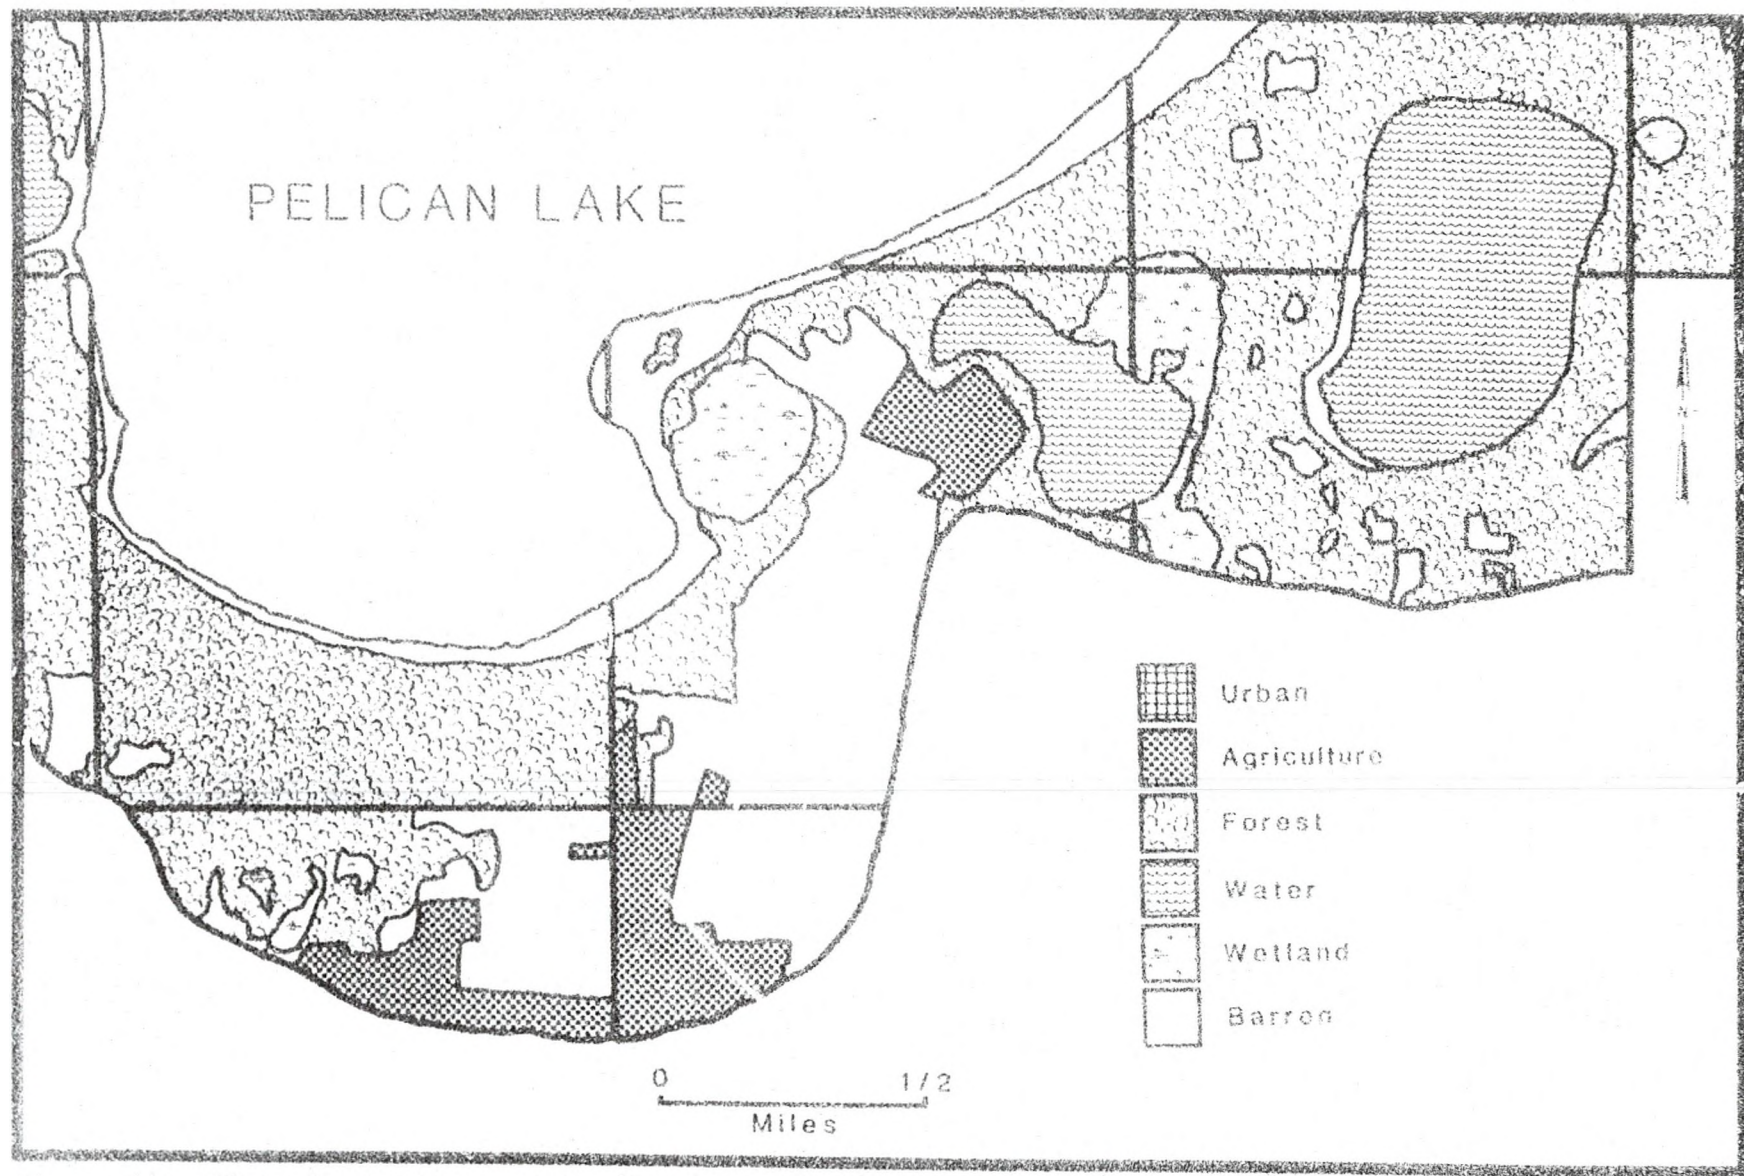 PELICAN LAKE
N
Urban
Agriculture
Forest
Water
Wetland
Barren
0 1/2
Miles